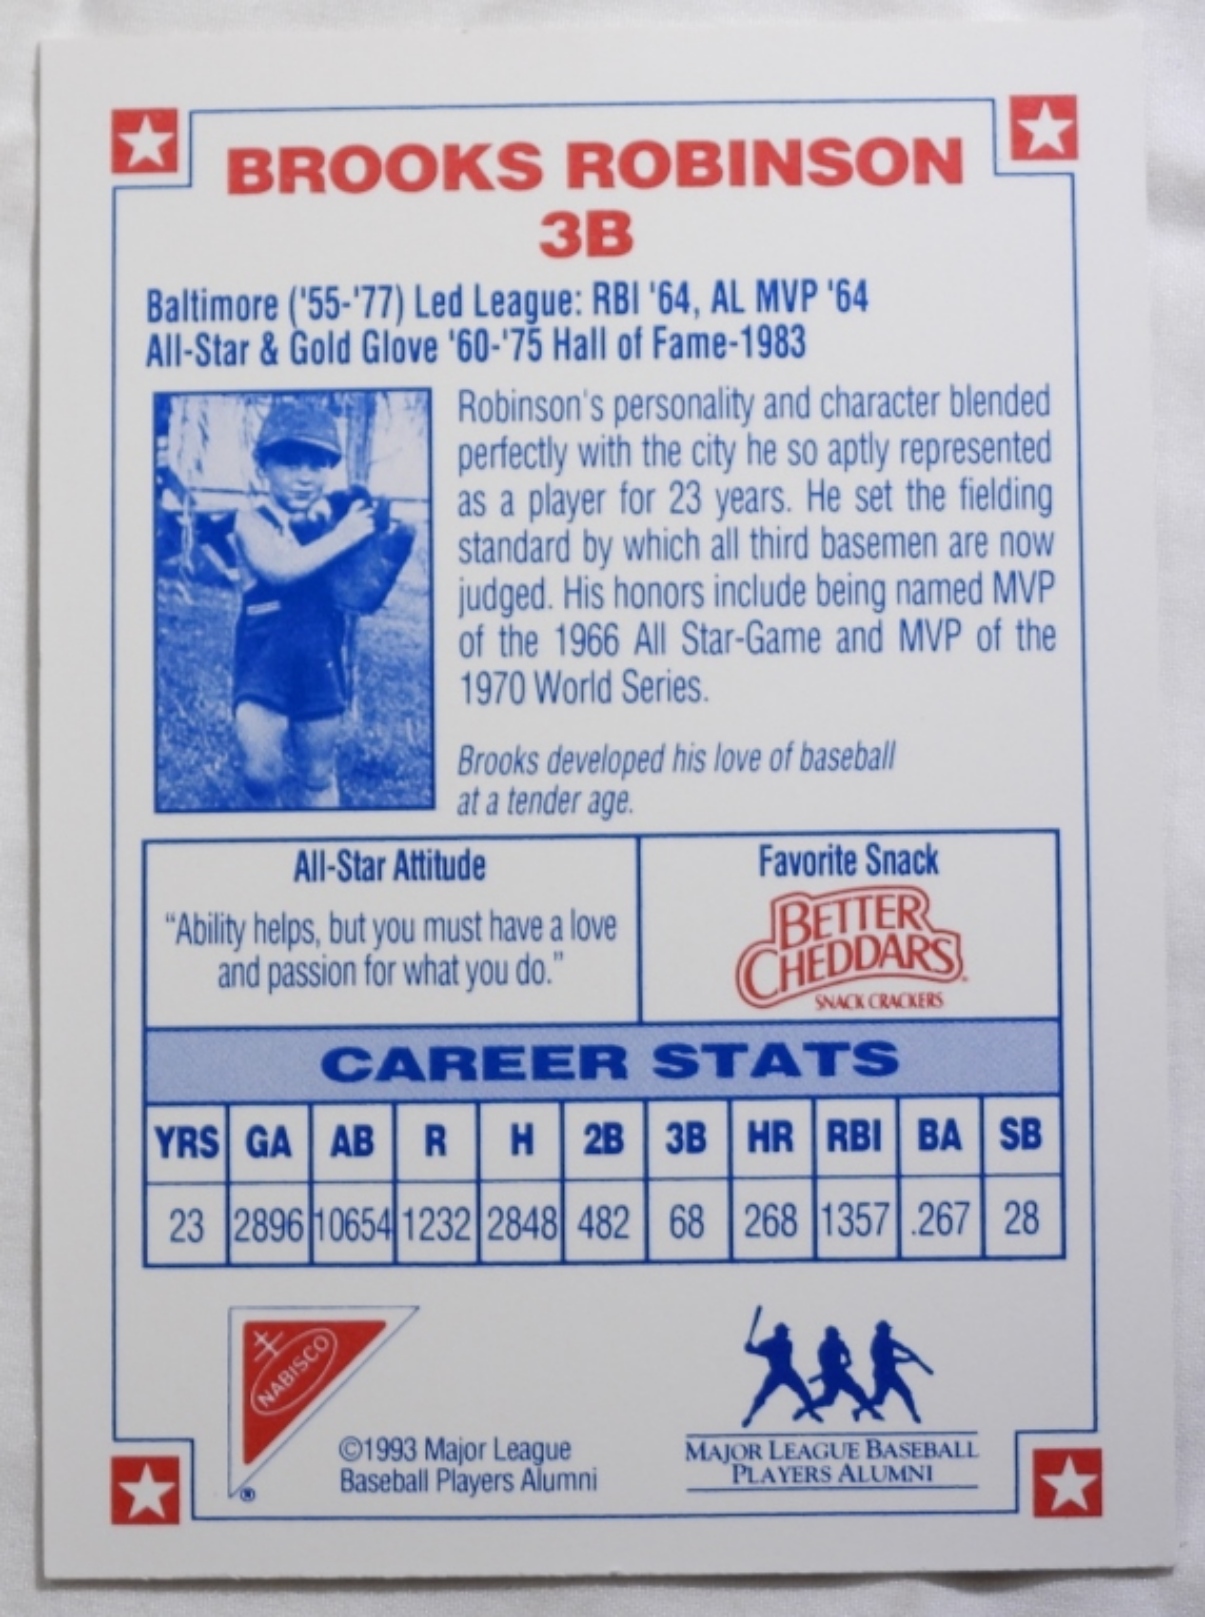 BROOKS ROBINSON
3B
Baltimore ('55-'77) Led League: RBI '64, AL MVP '64
All-Star & Gold Glove '60-'75 Hall of Fame-1983
Robinson's personality and character blended
perfectly with the city he so aptly represented
as a player for 23 years. He set the fielding
standard by which all third basemen are now
judged. His honors include being named MVP
of the 1966 All Star-Game and MVP of the
1970 World Series.
Brooks developed his love of baseball
at a tender age.
All-Star Attitude
“Ability helps, but you must have a love
and passion for what you do.”
Favorite Snack
BETTER
CHEDDARS
SNACK CRACKERS
CAREER STATS
YRS GA AB R H 2B 3B HR RBI BA SB
23 2896 10654 1232 2848 482 68 268 1357 .267 28
NABISCO
®
©1993 Major League
Baseball Players Alumni
MAJOR LEAGUE BASEBALL
PLAYERS ALUMNI